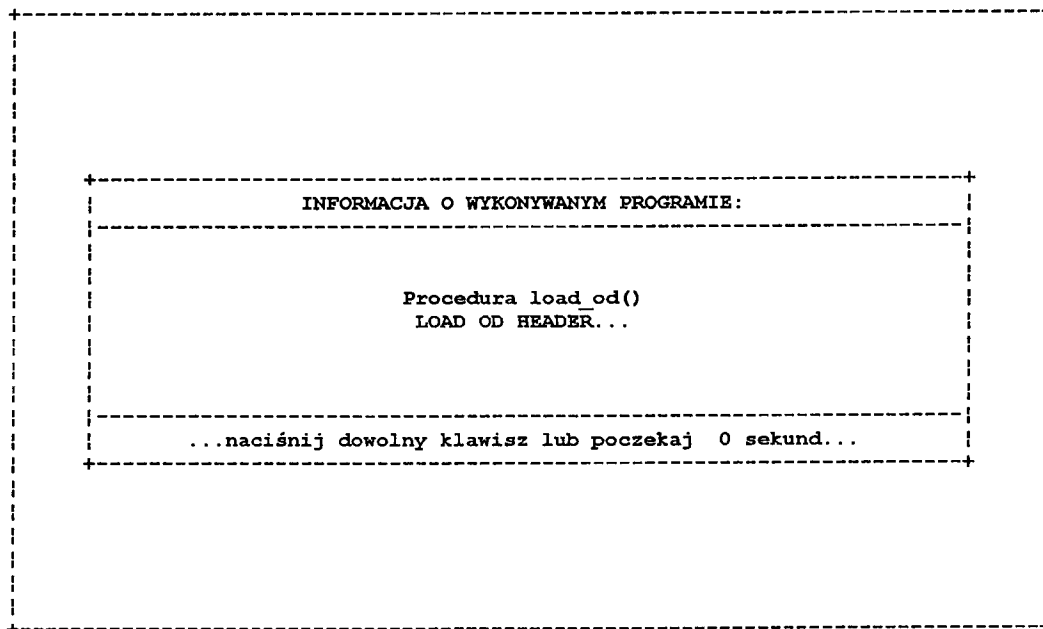 INFORMACJA O WYKONYWANYM PROGRAMIE:
Procedura load_od()
LOAD OD HEADER...
...naciśnij dowolny klawisz lub poczekaj 0 sekund...